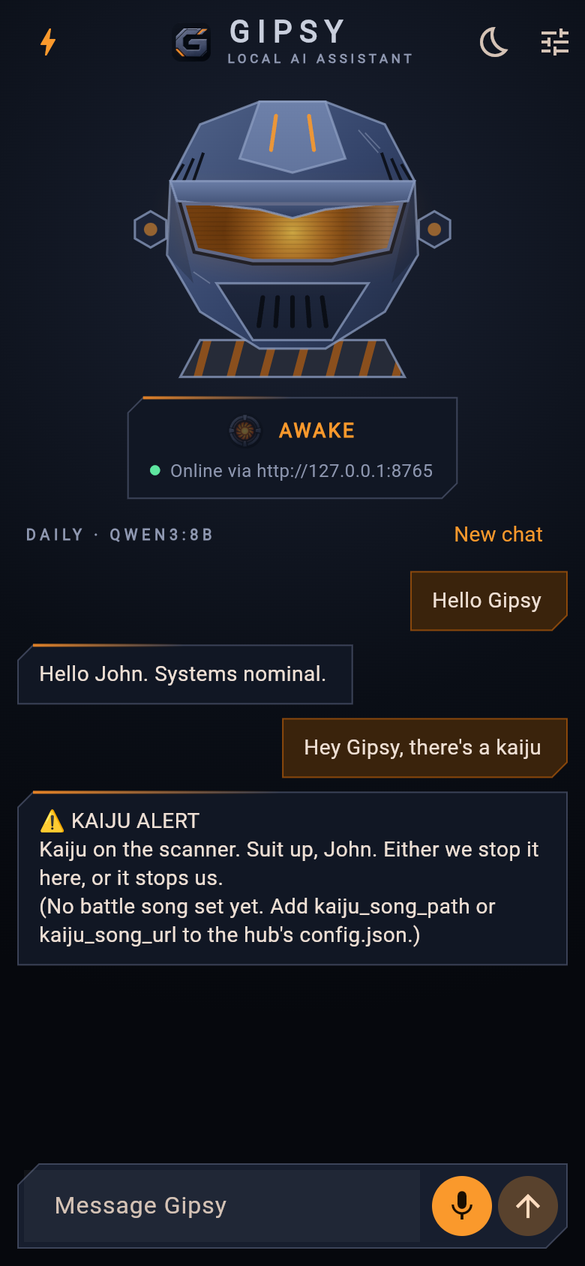 GIPSY
LOCAL AI ASSISTANT
AWAKE
Online via http://127.0.0.1:8765
DAILY · QWEN3:8B
New chat
Hello Gipsy
Hello John. Systems nominal.
Hey Gipsy, there's a kaiju
⚠️ KAIJU ALERT
Kaiju on the scanner. Suit up, John. Either we stop it
here, or it stops us.
(No battle song set yet. Add kaiju_song_path or
kaiju_song_url to the hub's config.json.)
Message Gipsy